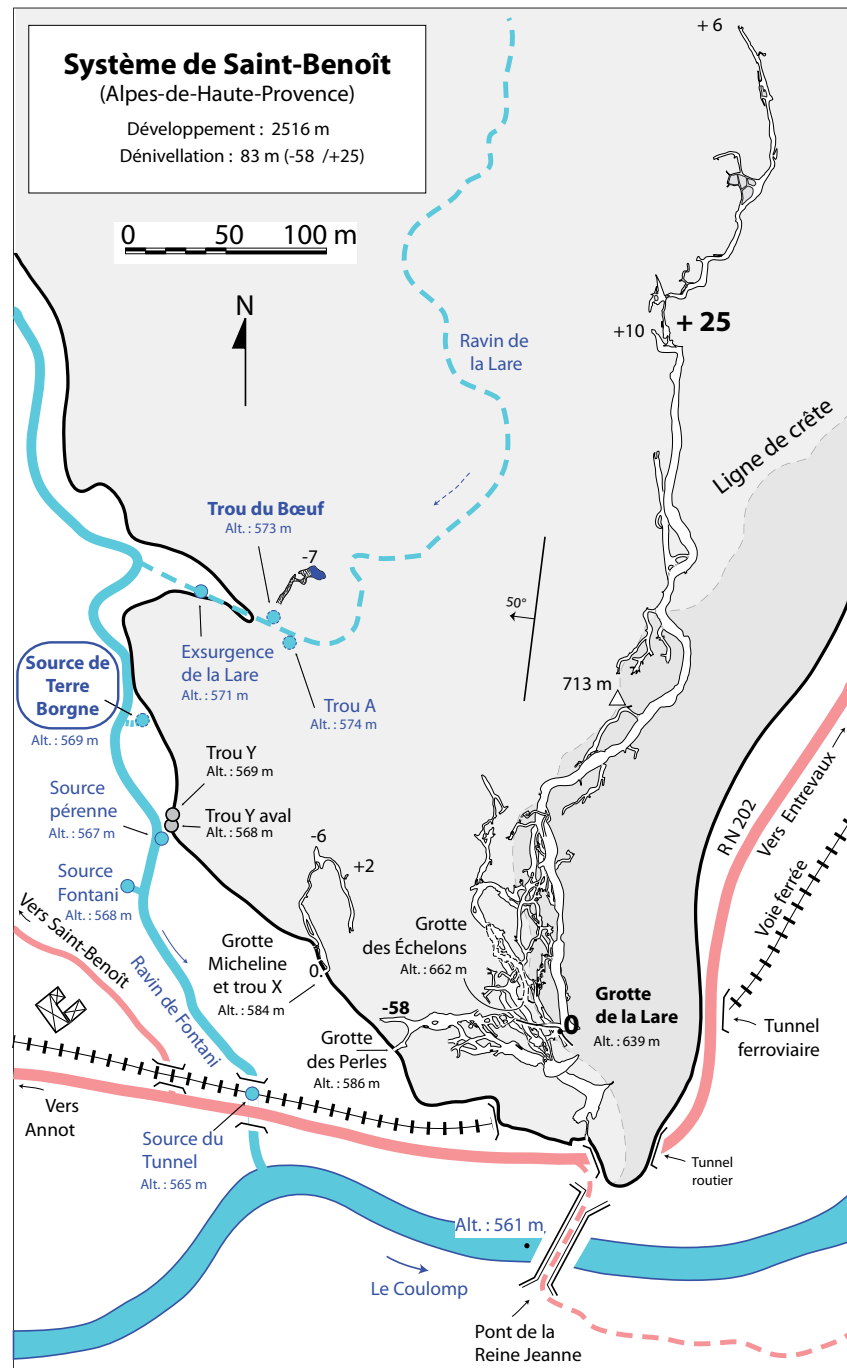 Système de Saint-Benoît
(Alpes-de-Haute-Provence)
Développement : 2516 m
Dénivellation : 83 m (-58 /+25)
+ 6
0 50 100 m
N
Ravin de
la Lare
+10
+ 25
Ligne de crête
Trou du Bœuf
Alt. : 573 m
-7
50°
Exsurgence
de la Lare
Alt. : 571 m
Trou A
Alt. : 574 m
Source de
Terre
Borgne
Alt. : 569 m
713 m
Trou Y
Alt. : 569 m
Trou Y aval
Alt. : 568 m
Source
pérenne
Alt. : 567 m
Source
Fontani
Alt. : 568 m
-6
+2
R N 202
Vers Entrevaux
Voie ferrée
Vers Saint-Benoît
Ravin de Fontani
Grotte
Micheline
et trou X
Alt. : 584 m
0
Grotte
des Échelons
Alt. : 662 m
-58
Grotte
des Perles
Alt. : 586 m
0
Grotte
de la Lare
Alt. : 639 m
Tunnel
ferroviaire
Vers
Annot
Source du
Tunnel
Alt. : 565 m
Tunnel
routier
Alt. : 561 m
Le Coulomp
Pont de la
Reine Jeanne